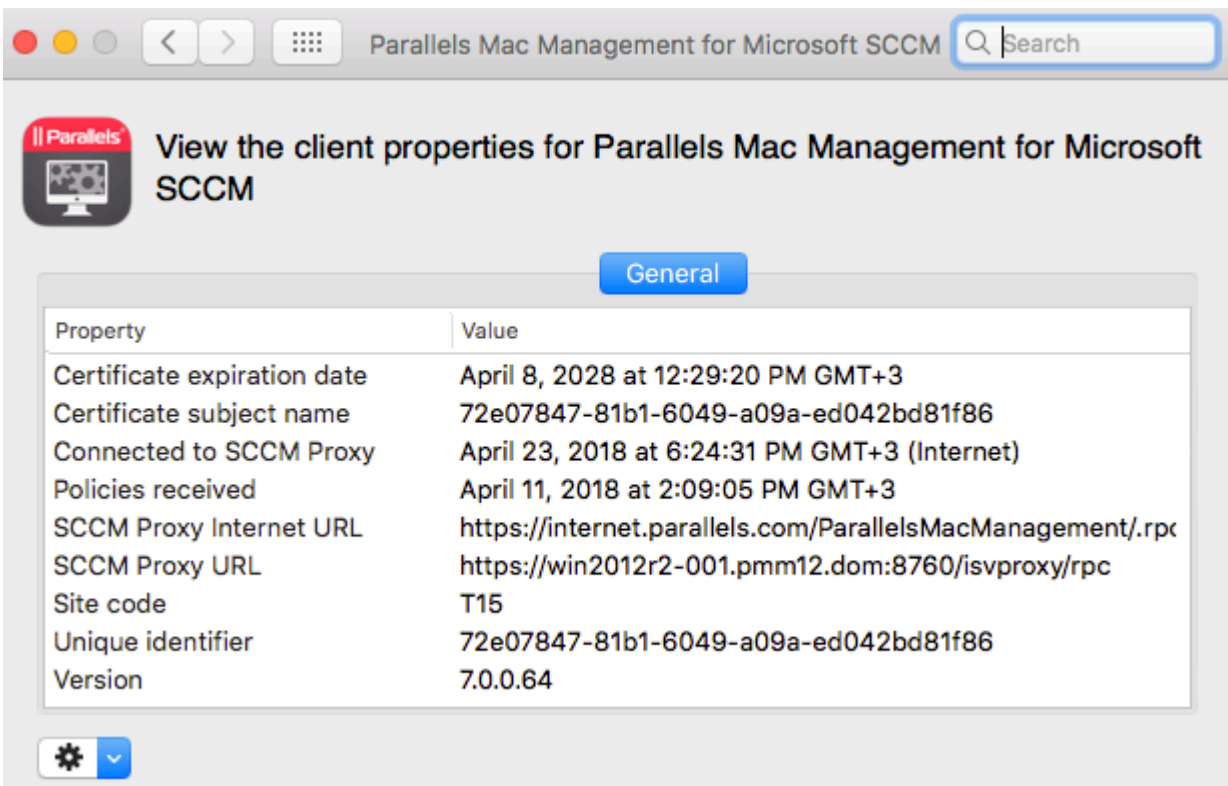 Parallels Mac Management for Microsoft SCCM Search
|| Parallels®
View the client properties for Parallels Mac Management for Microsoft
SCCM
General
Property Value
Certificate expiration date April 8, 2028 at 12:29:20 PM GMT+3
Certificate subject name 72e07847-81b1-6049-a09a-ed042bd81f86
Connected to SCCM Proxy April 23, 2018 at 6:24:31 PM GMT+3 (Internet)
Policies received April 11, 2018 at 2:09:05 PM GMT+3
SCCM Proxy Internet URL https://internet.parallels.com/ParallelsMacManagement/.rpc
SCCM Proxy URL https://win2012r2-001.pmm12.dom:8760/isvproxy/rpc
Site code T15
Unique identifier 72e07847-81b1-6049-a09a-ed042bd81f86
Version 7.0.0.64